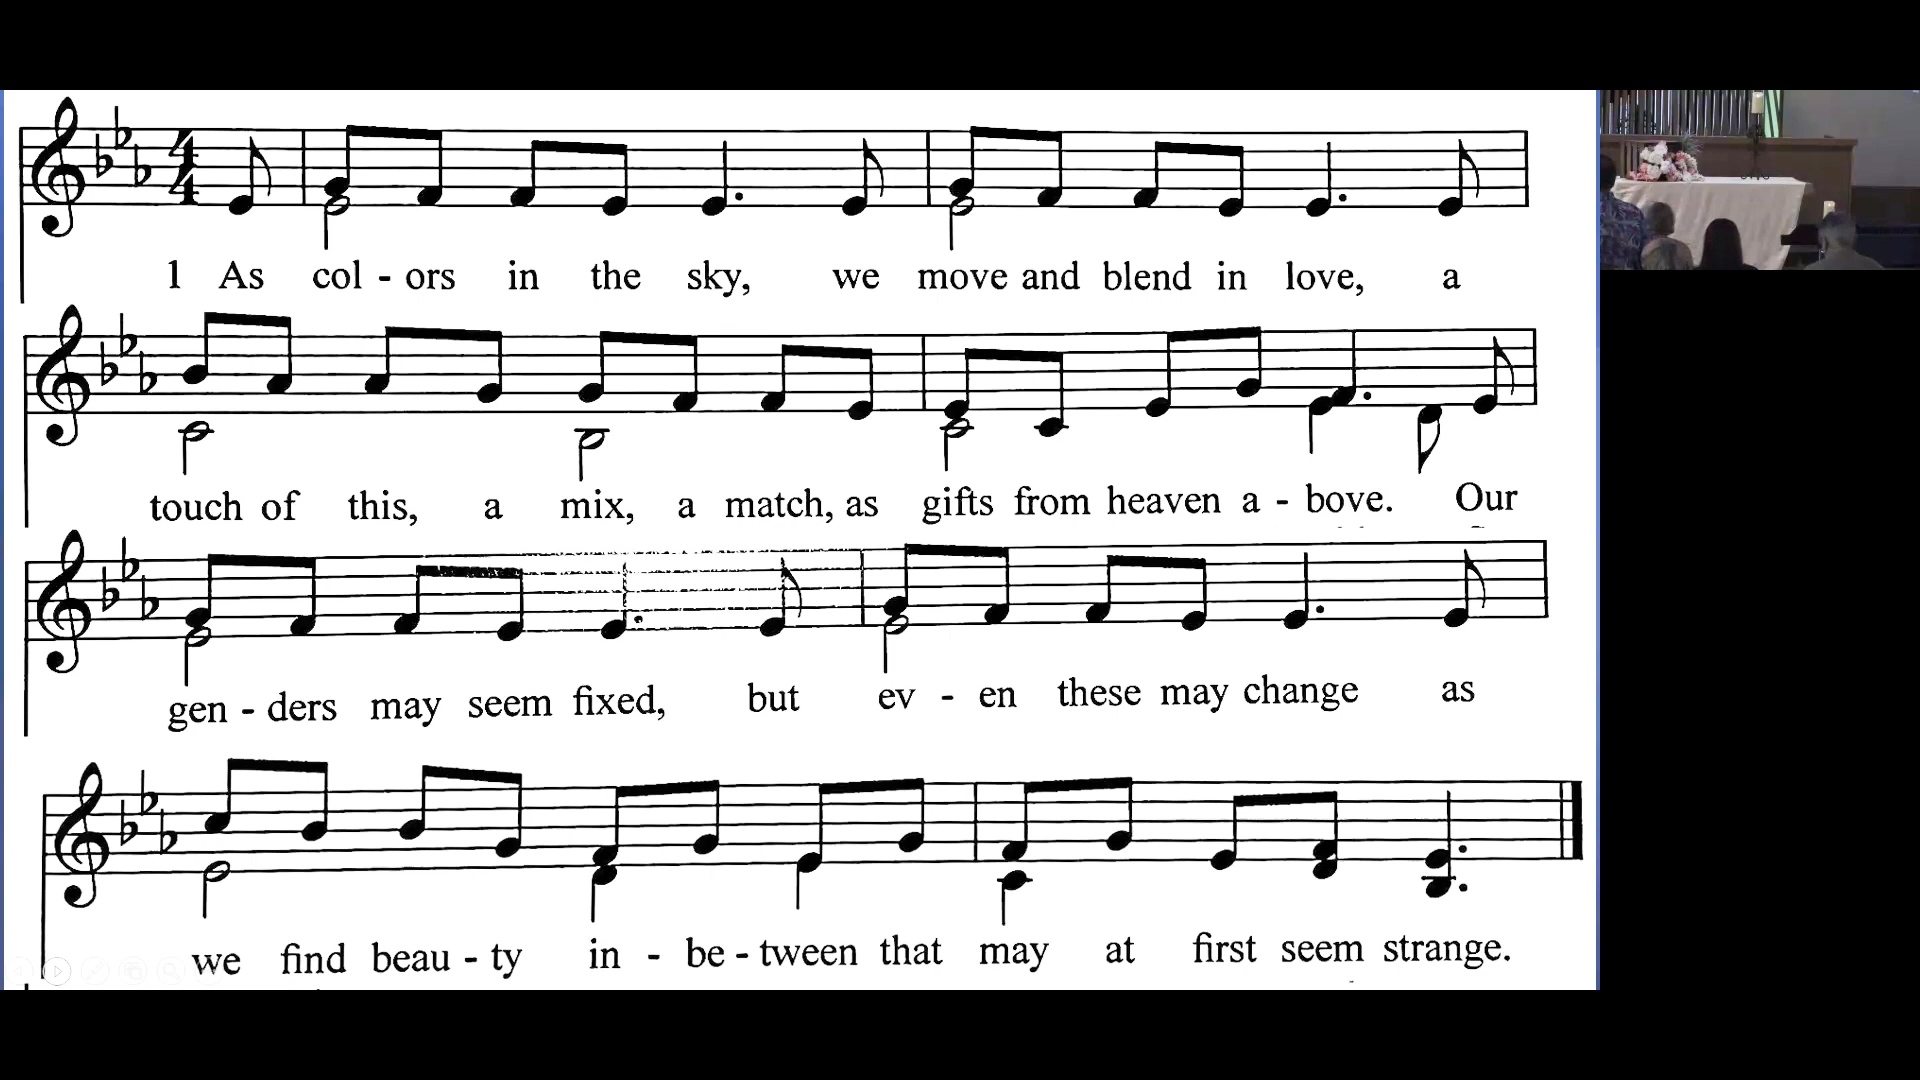 1 As col - ors in the sky, we move and blend in love, a
touch of this, a mix, a match, as gifts from heaven a - bove. Our
gen - ders may seem fixed, but ev - en these may change as
we find beau - ty in - be - tween that may at first seem strange.